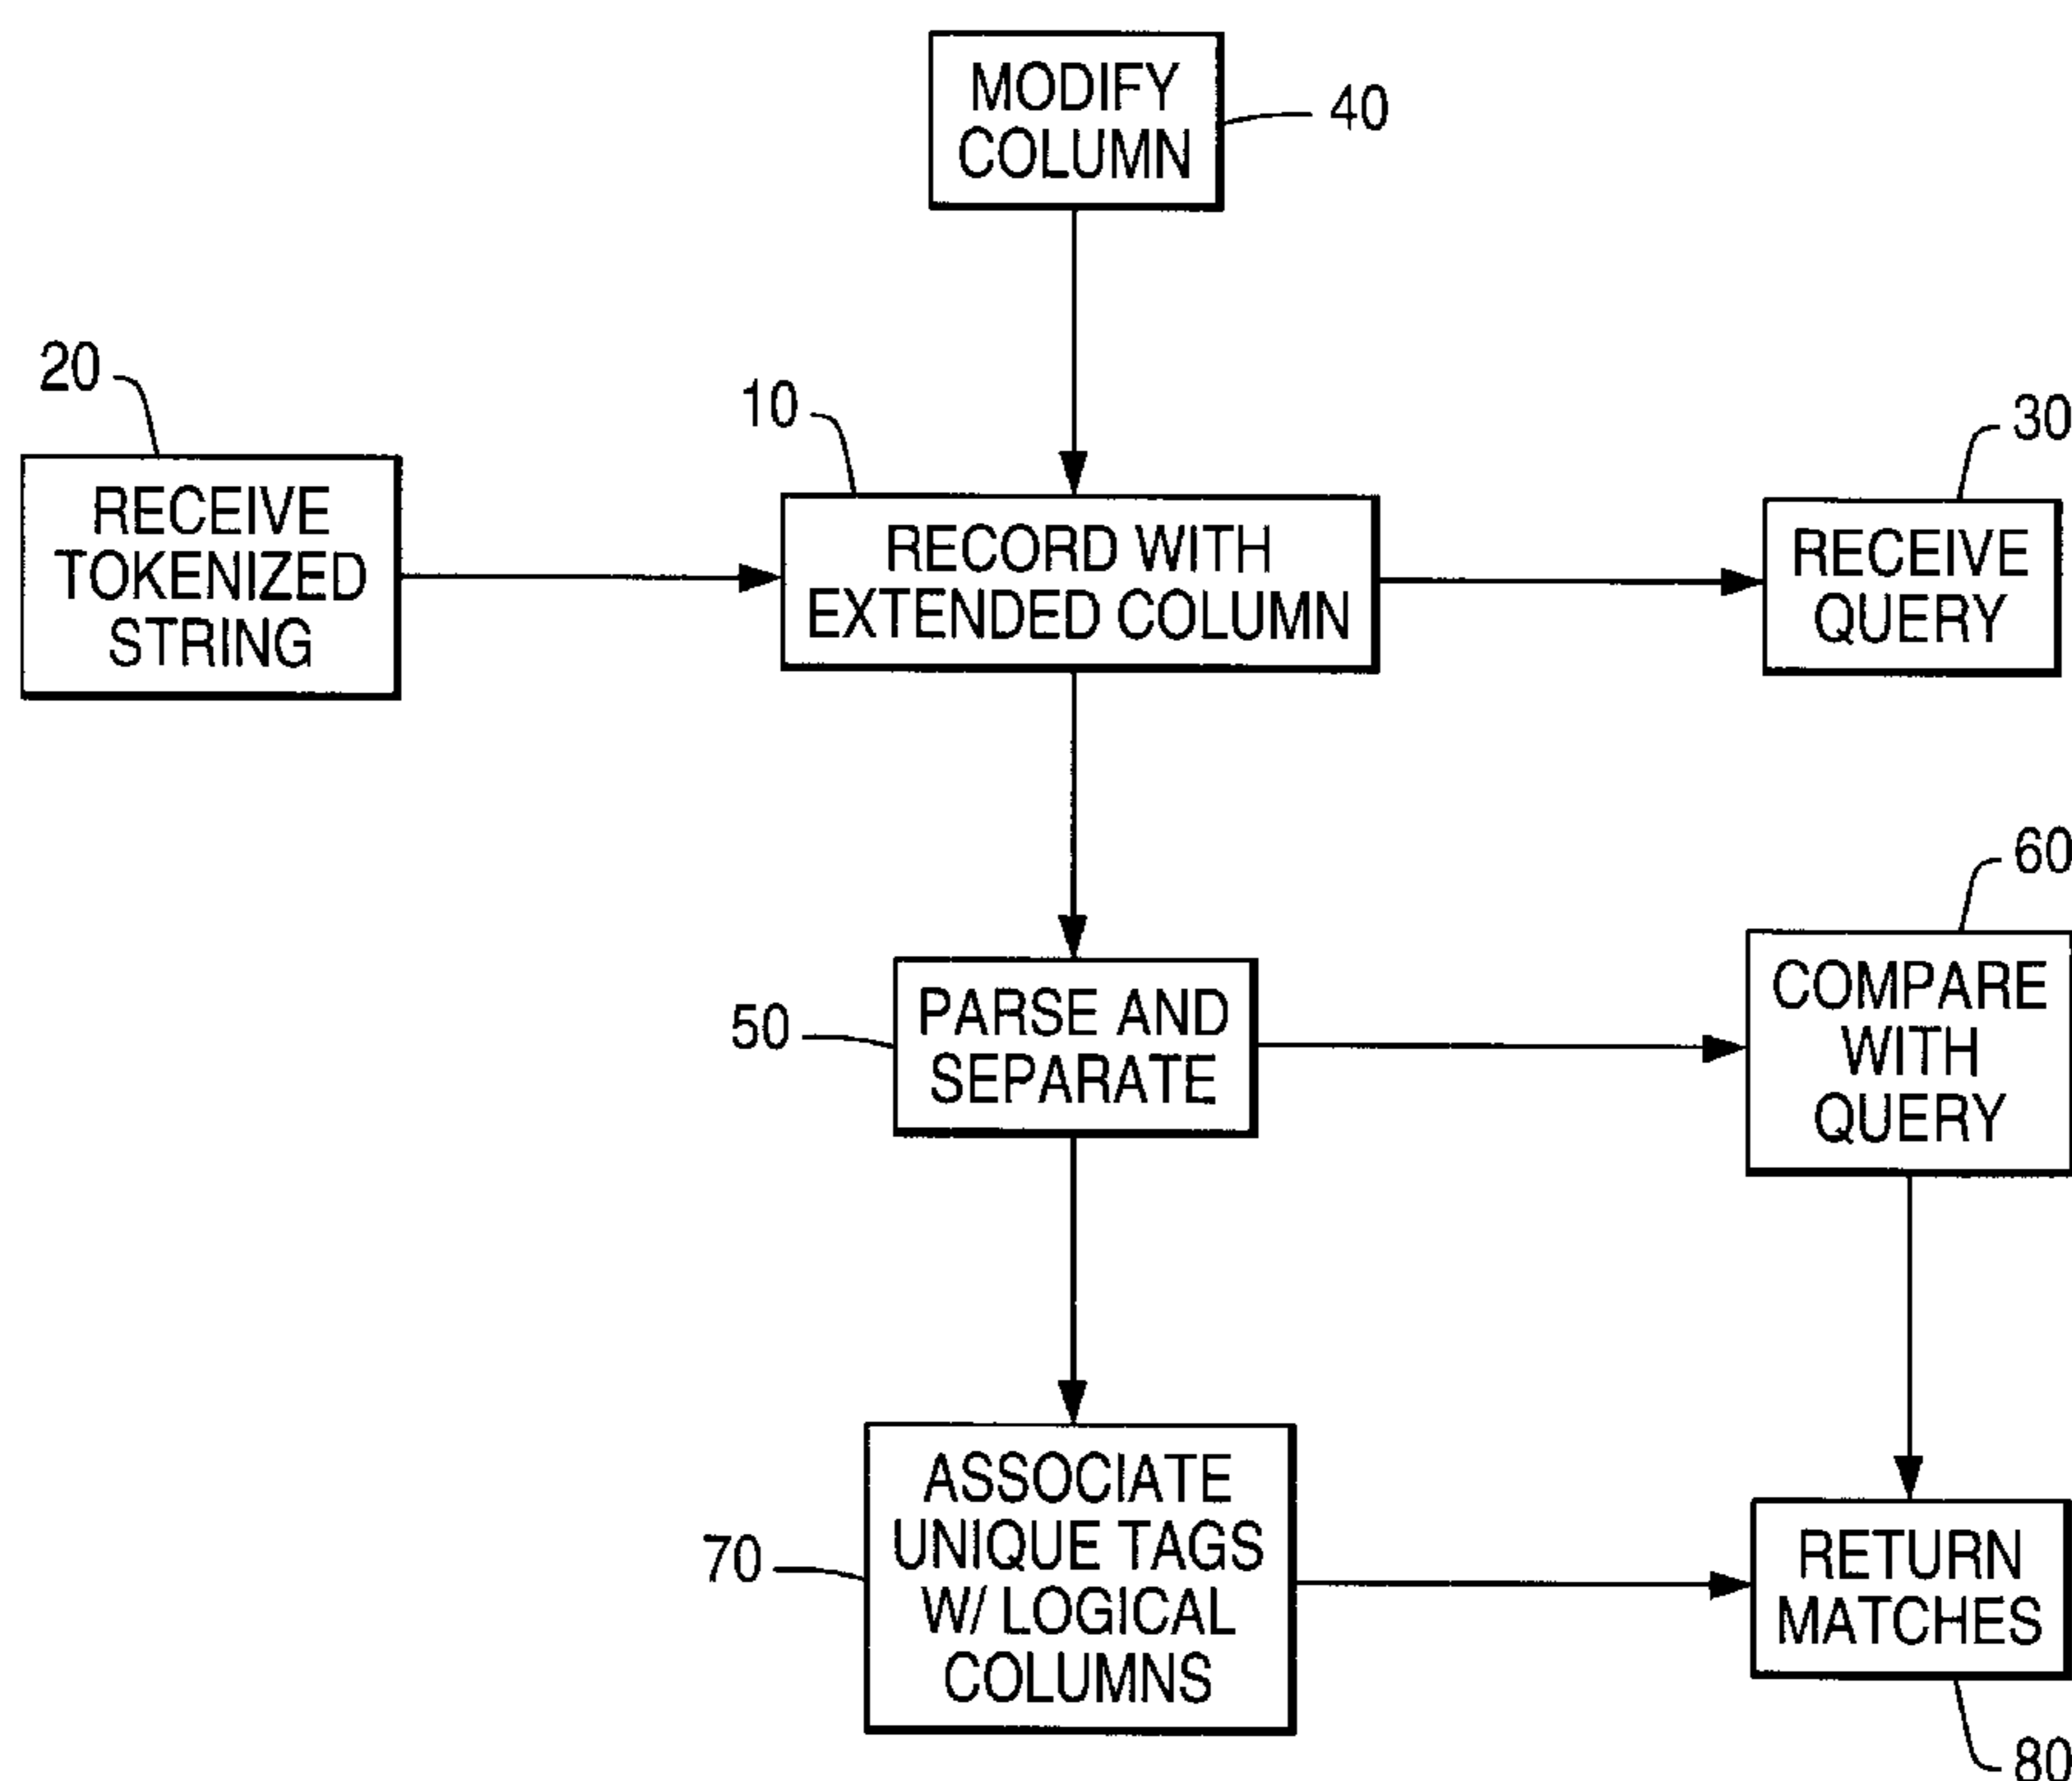 MODIFY
COLUMN
40
20
RECEIVE
TOKENIZED
STRING
10
RECORD WITH
EXTENDED COLUMN
30
RECEIVE
QUERY
50
PARSE AND
SEPARATE
60
COMPARE
WITH
QUERY
70
ASSOCIATE
UNIQUE TAGS
W/ LOGICAL
COLUMNS
RETURN
MATCHES
80